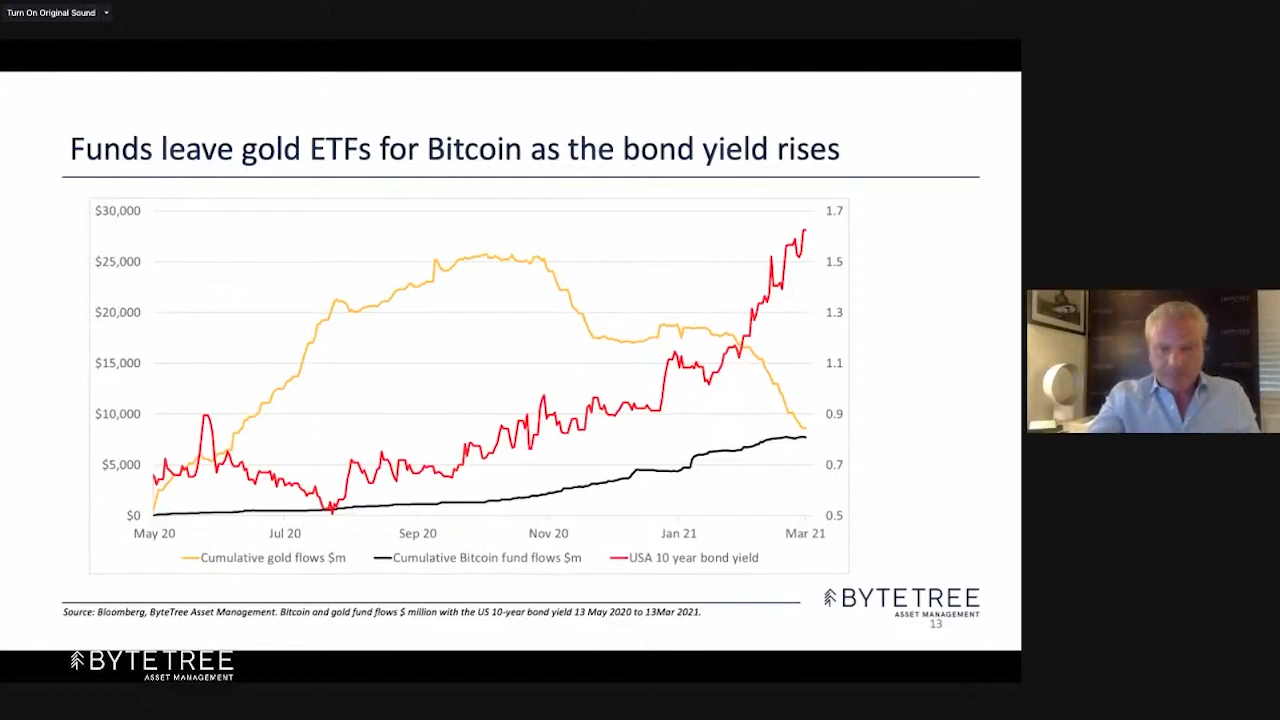 Turn On Original Sound
Funds leave gold ETFs for Bitcoin as the bond yield rises
$30,000
$25,000
$20,000
$15,000
$10,000
$5,000
$0
1.7
1.5
1.3
1.1
0.9
0.7
0.5
May 20 Jul 20 Sep 20 Nov 20 Jan 21 Mar 21
Cumulative gold flows $m Cumulative Bitcoin fund flows $m USA 10 year bond yield
Source: Bloomberg, ByteTree Asset Management. Bitcoin and gold fund flows $ million with the US 10-year bond yield 13 May 2020 to 13Mar 2021.
BYTETREE
ASSET MANAGEMENT
13
BYTETREE
ASSET MANAGEMENT